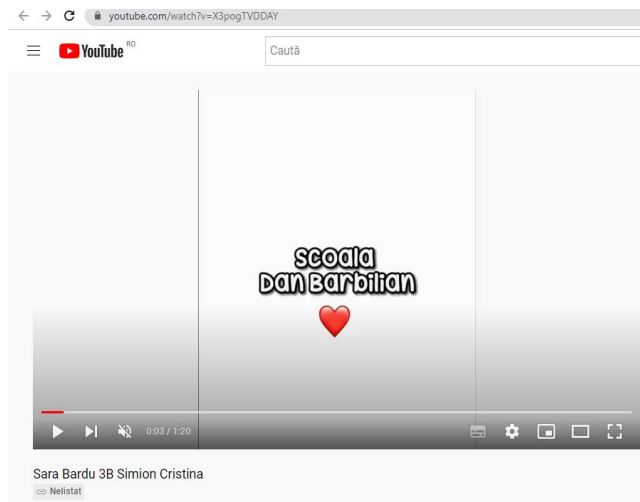 youtube.com/watch?v=X3pogTVDDAY
YouTube RO
Caută
scoala
Dan Barbilian
0:03 / 1:20
Sara Bardu 3B Simion Cristina
Nelistat